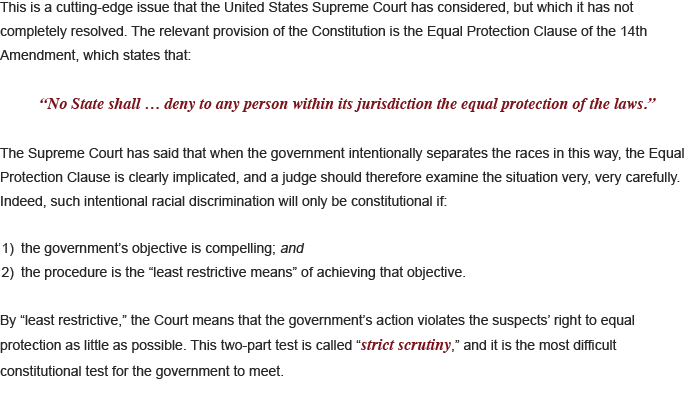 This is a cutting-edge issue that the United States Supreme Court has considered, but which it has not
completely resolved. The relevant provision of the Constitution is the Equal Protection Clause of the 14th
Amendment, which states that:
“No State shall … deny to any person within its jurisdiction the equal protection of the laws.”
The Supreme Court has said that when the government intentionally separates the races in this way, the Equal
Protection Clause is clearly implicated, and a judge should therefore examine the situation very, very carefully.
Indeed, such intentional racial discrimination will only be constitutional if:
1) the government’s objective is compelling; and
2) the procedure is the “least restrictive means” of achieving that objective.
By “least restrictive,” the Court means that the government’s action violates the suspects’ right to equal
protection as little as possible. This two-part test is called “strict scrutiny,” and it is the most difficult
constitutional test for the government to meet.